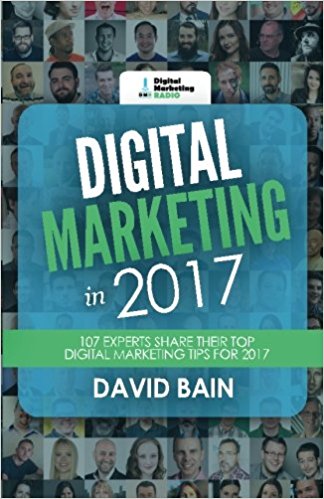 Digital
Marketing
DMR RADIO
DIGITAL
MARKETING
in 2017
107 EXPERTS SHARE THEIR TOP
DIGITAL MARKETING TIPS FOR 2017
DAVID BAIN